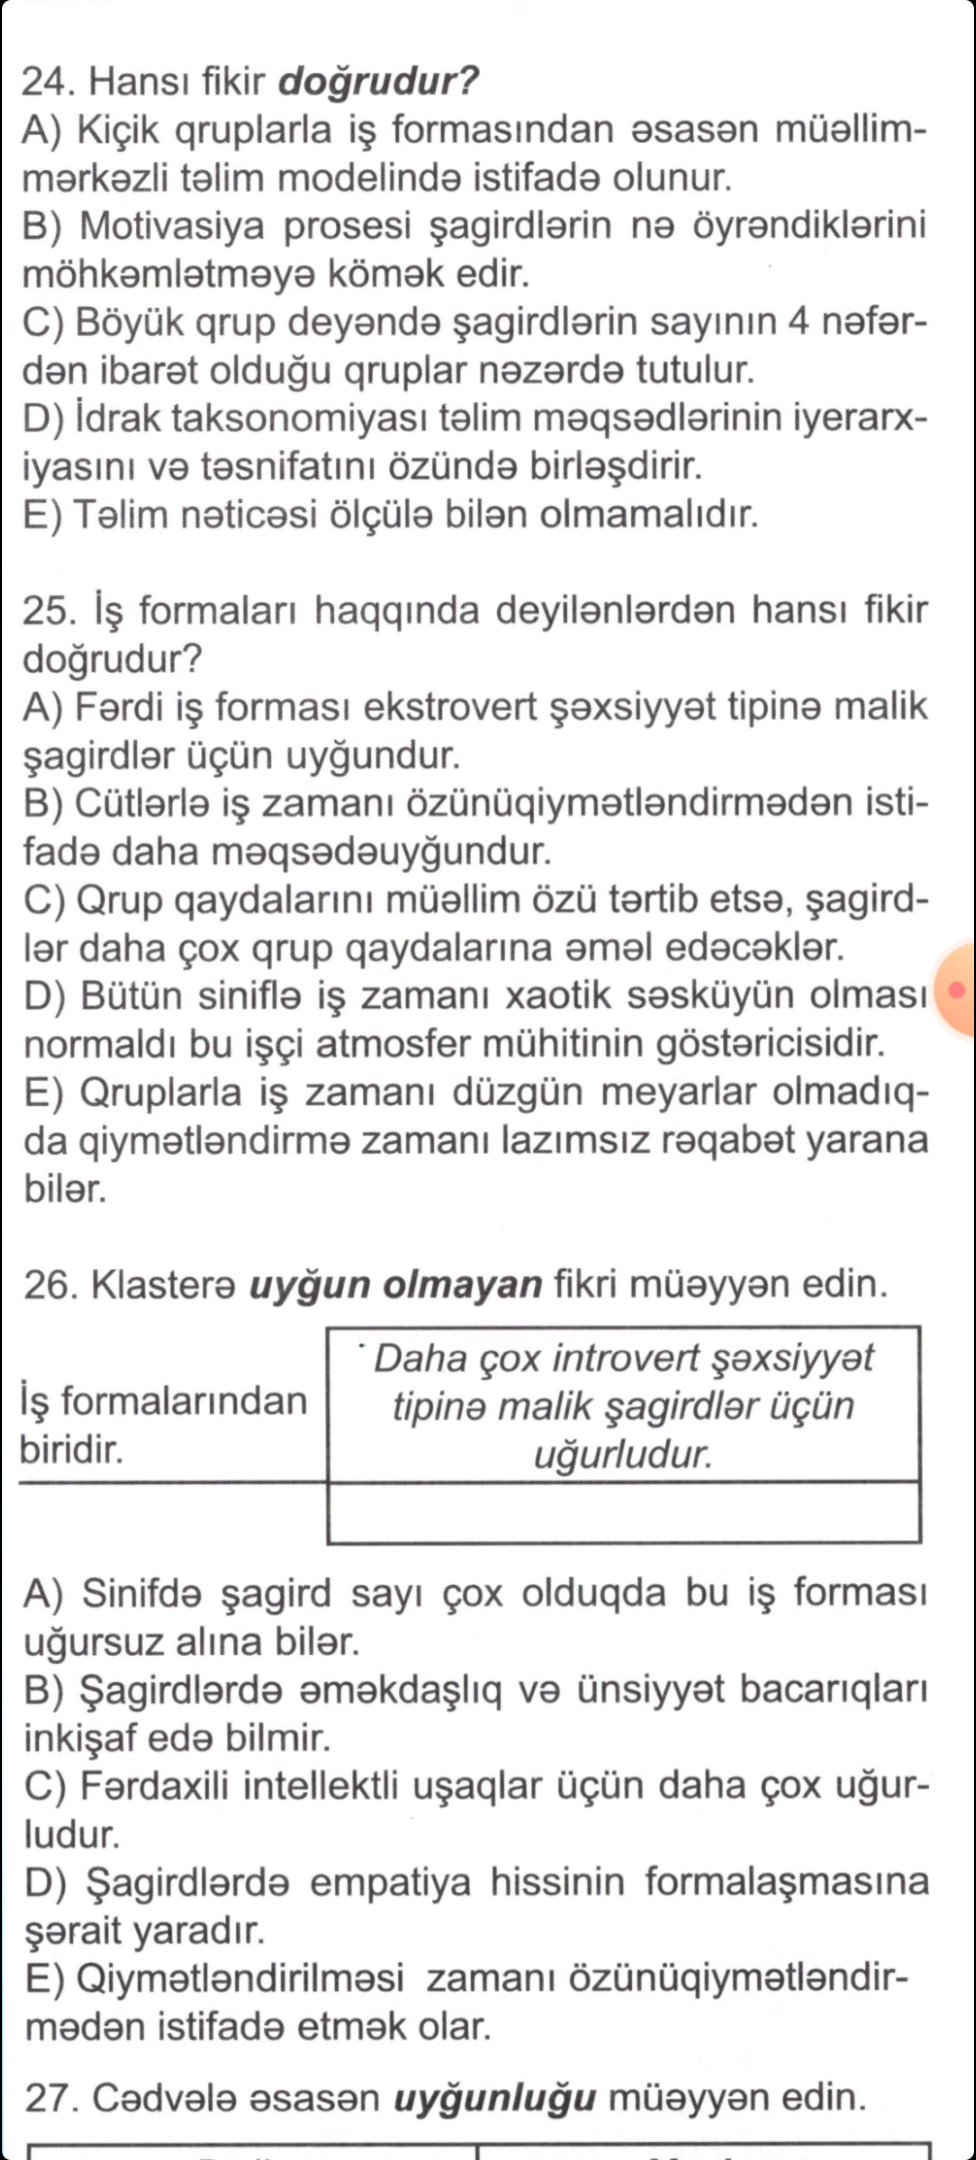 24. Hansı fikir doğrudur?
A) Kiçik qruplarla iş formasından əsasən müəllim-
mərkəzli təlim modelində istifadə olunur.
B) Motivasiya prosesi şagirdlərin nə öyrəndiklərini
möhkəmlətməyə kömək edir.
C) Böyük qrup deyəndə şagirdlərin sayının 4 nəfər-
dən ibarət olduğu qruplar nəzərdə tutulur.
D) İdrak taksonomiyası təlim məqsədlərinin iyerarx-
iyasını və təsnifatını özündə birləşdirir.
E) Təlim nəticəsi ölçülə bilən olmamalıdır.
25. İş formaları haqqında deyilənlərdən hansı fikir
doğrudur?
A) Fərdi iş forması ekstrovert şəxsiyyət tipinə malik
şagirdlər üçün uyğundur.
B) Cütlərlə iş zamanı özünüqiymətləndirmədən isti-
fadə daha məqsədəuyğundur.
C) Qrup qaydalarını müəllim özü tərtib etsə, şagird-
lər daha çox qrup qaydalarına əməl edəcəklər.
D) Bütün siniflə iş zamanı xaotik səsküyün olması
normaldı bu işçi atmosfer mühitinin göstəricisidir.
E) Qruplarla iş zamanı düzgün meyarlar olmadıq-
da qiymətləndirmə zamanı lazımsız rəqabət yarana
bilər.
26. Klasterə uyğun olmayan fikri müəyyən edin.
İş formalarından
biridir.
Daha çox introvert şəxsiyyət
tipinə malik şagirdlər üçün
uğurludur.
A) Sinifdə şagird sayı çox olduqda bu iş forması
uğursuz alına bilər.
B) Şagirdlərdə əməkdaşlıq və ünsiyyət bacarıqları
inkişaf edə bilmir.
C) Fərdaxili intellektli uşaqlar üçün daha çox uğur-
ludur.
D) Şagirdlərdə empatiya hissinin formalaşmasına
şərait yaradır.
E) Qiymətləndirilməsi zamanı özünüqiymətləndir-
mədən istifadə etmək olar.
27. Cədvələ əsasən uyğunluğu müəyyən edin.